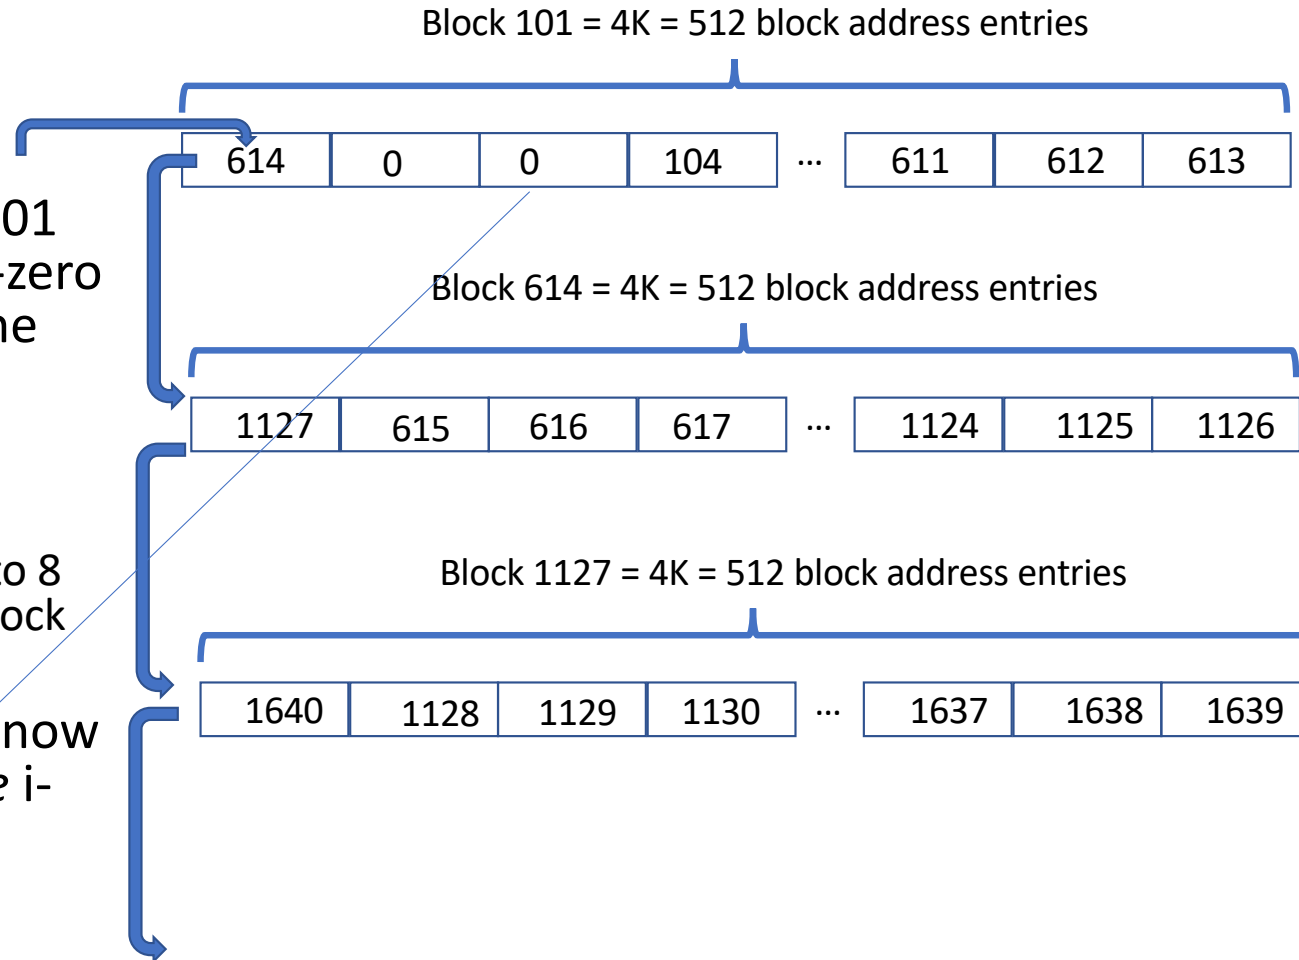 Block 101 = 4K = 512 block address entries
614 0 0 104 ... 611 612 613
01
-zero
ne
Block 614 = 4K = 512 block address entries
1127 615 616 617 ... 1124 1125 1126
to 8
ock
Block 1127 = 4K = 512 block address entries
1640 1128 1129 1130 ... 1637 1638 1639
now
e i-